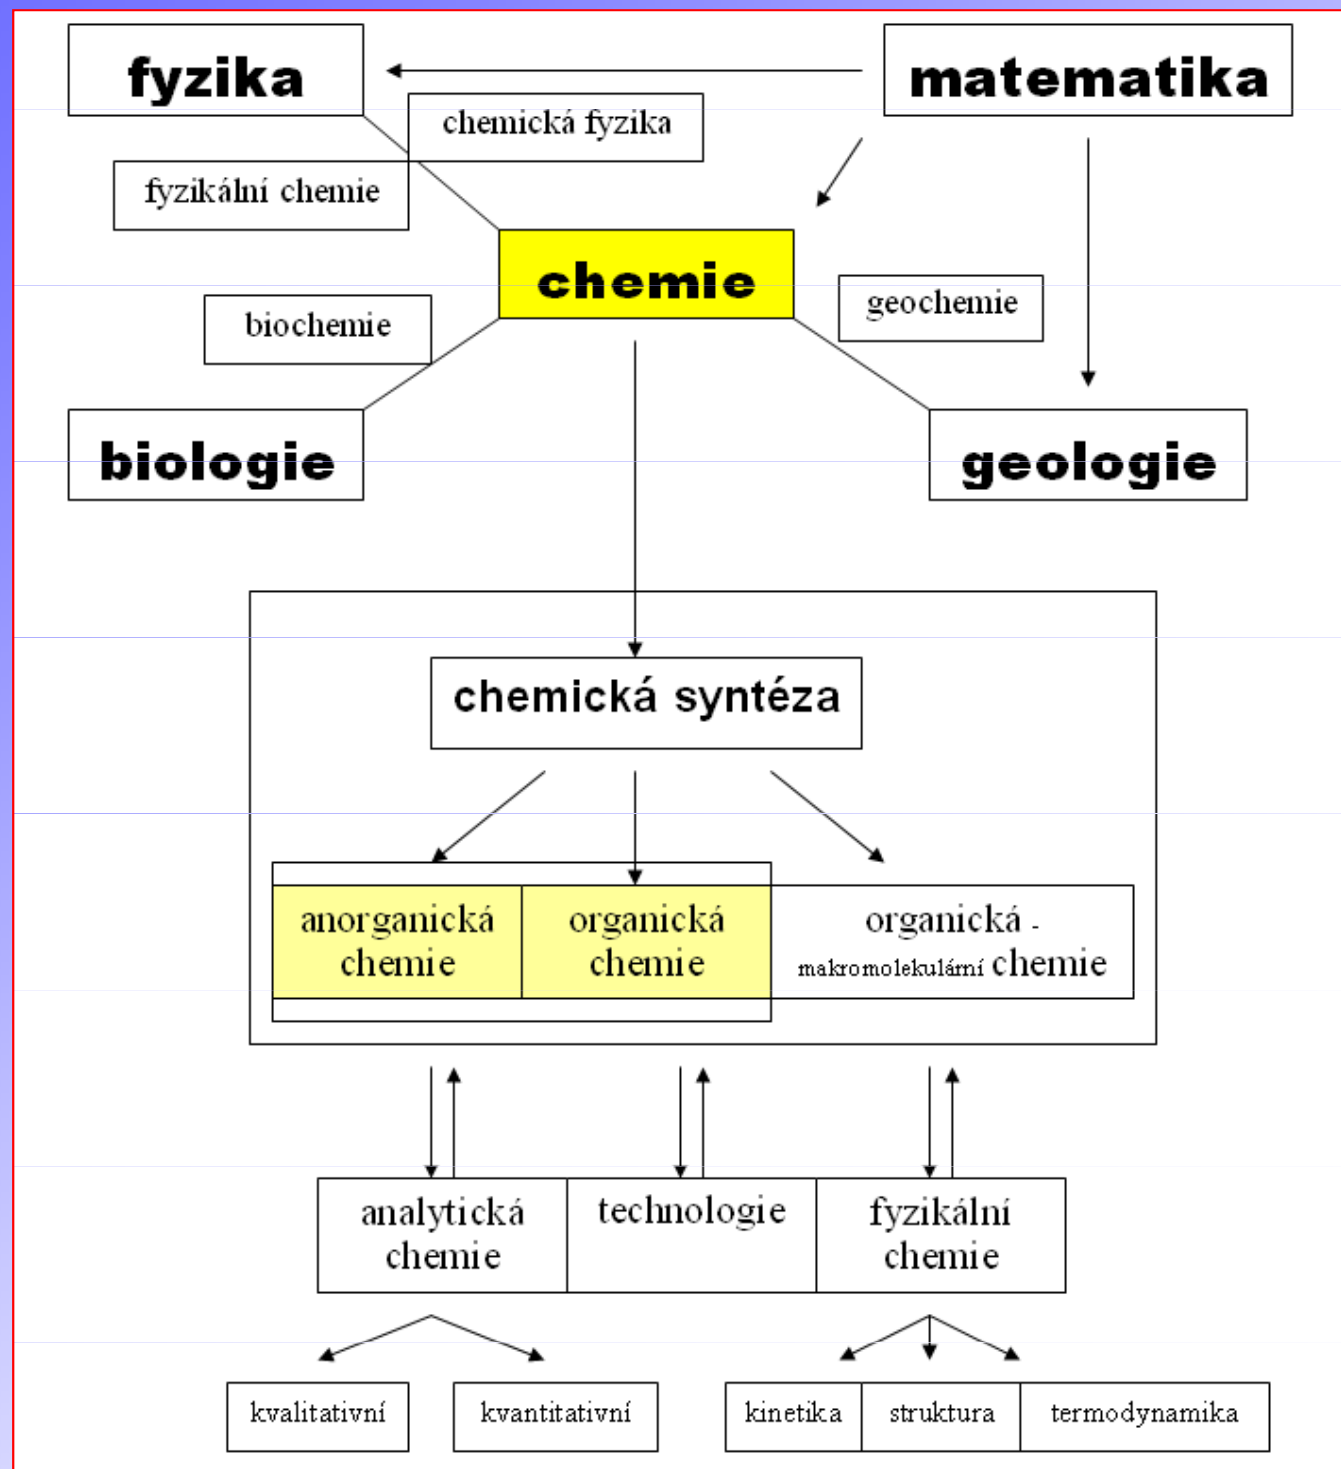 fyzika
matematika
chemická fyzika
fyzikální chemie
chemie
geochemie
biochemie
biologie
geologie
chemická syntéza
anorganická
chemie
organická
chemie
organická -
makromolekulární chemie
analytická
chemie
technologie
fyzikální
chemie
kvalitativní
kvantitativní
kinetika
struktura
termodynamika